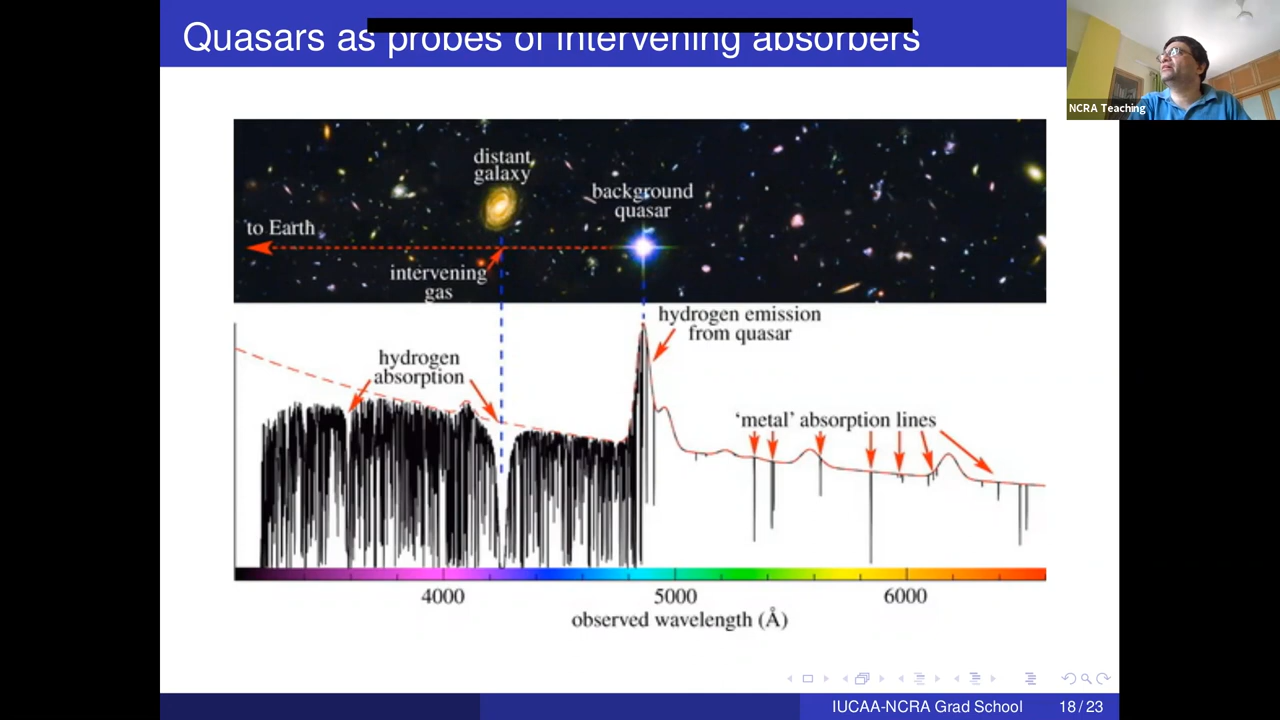 Quasars as probes of intervening absorbers
NCRA Teaching
distant
galaxy
background
quasar
to Earth
intervening
gas
hydrogen emission
from quasar
hydrogen
absorption
‘metal’ absorption lines
4000
5000
6000
observed wavelength (Å)
IUCAA-NCRA Grad School
18 / 23